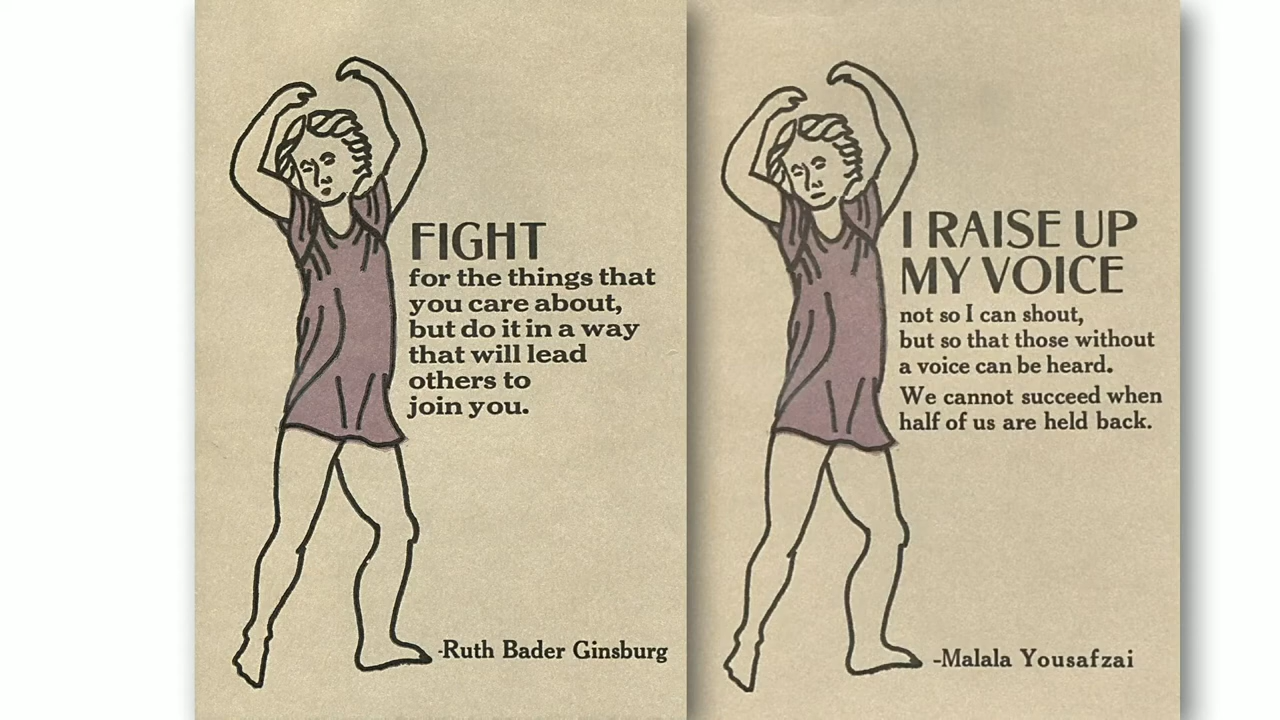 FIGHT
for the things that
you care about,
but do it in a way
that will lead
others to
join you.
-Ruth Bader Ginsburg
I RAISE UP
MY VOICE
not so I can shout,
but so that those without
a voice can be heard.
We cannot succeed when
half of us are held back.
-Malala Yousafzai